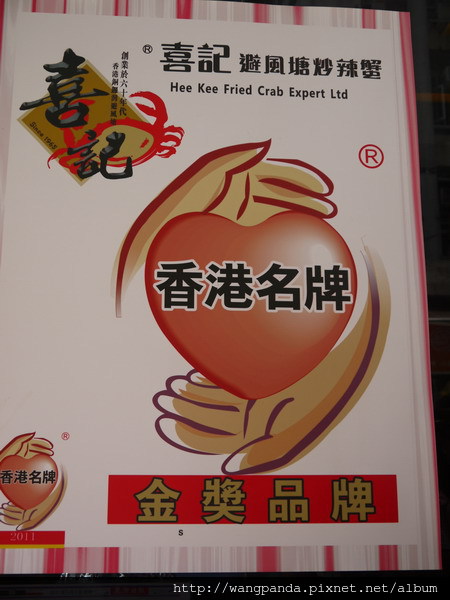 ® 喜記 避風塘炒辣蟹
Hee Kee Fried Crab Expert Ltd
喜記
創業於六十年代
Since 1965
®
香港名牌
®
香港名牌
2011
金獎品牌
s
http://wangpanda.pixnet.net/album